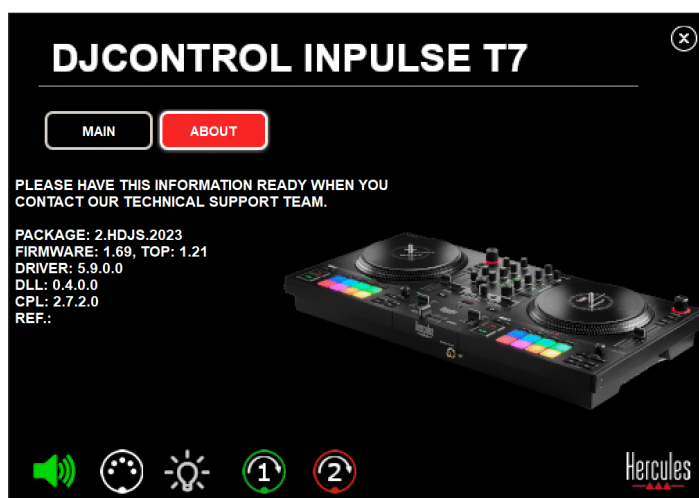 DJCONTROL INPULSE T7
MAIN
ABOUT
PLEASE HAVE THIS INFORMATION READY WHEN YOU
CONTACT OUR TECHNICAL SUPPORT TEAM.
PACKAGE: 2.HDJS.2023
FIRMWARE: 1.69, TOP: 1.21
DRIVER: 5.9.0.0
DLL: 0.4.0.0
CPL: 2.7.2.0
REF.:
1
2
Hercules